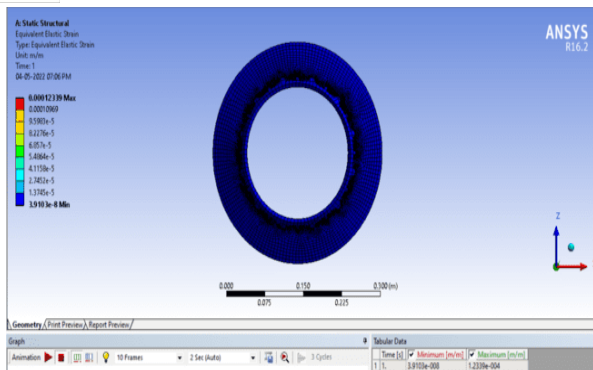 A: Static Structural
Equivalent Elastic Strain
Type: Equivalent Elastic Strain
Unit: m/m
Time: 1
04-05-2022 07:06 PM
ANSYS
R16.2
0.00012339 Max
0.00010969
9.5983e-5
8.2276e-5
6.857e-5
5.4864e-5
4.1158e-5
2.7452e-5
1.3745e-5
3.9103e-8 Min
Z
0.000 0.150 0.300 (m)
0.075 0.225
Geometry Print Preview Report Preview
Graph
Animation 10 Frames 2 Sec (Auto) 3 Cycles
Tabular Data
Time [s] Minimum [m/m] Maximum [m/m]
1 1. 3.9103e-008 1.2339e-004